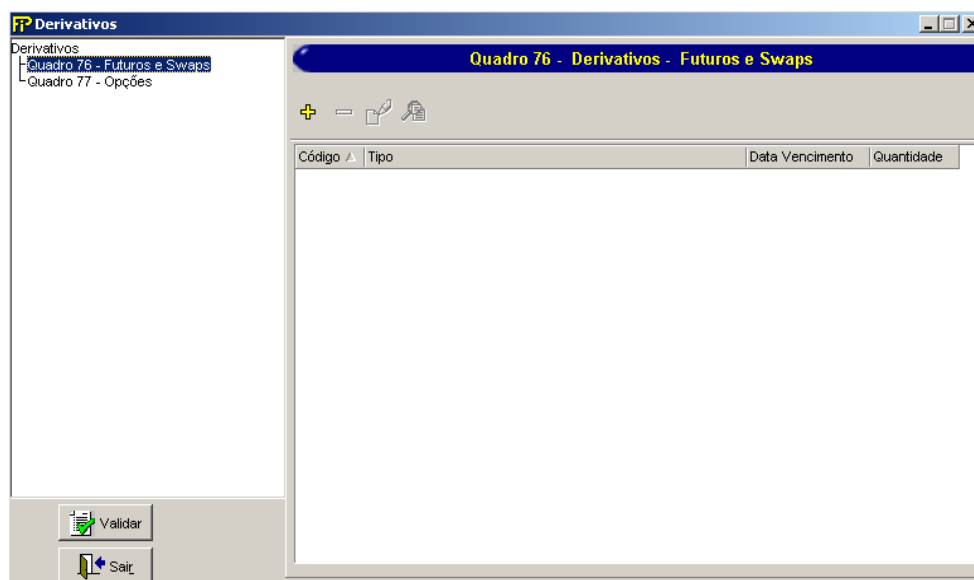 FIP Derivativos
Derivativos
Quadro 76 - Futuros e Swaps
Quadro 77 - Opções
Quadro 76 - Derivativos - Futuros e Swaps
Código Tipo Data Vencimento Quantidade
Validar
Sair